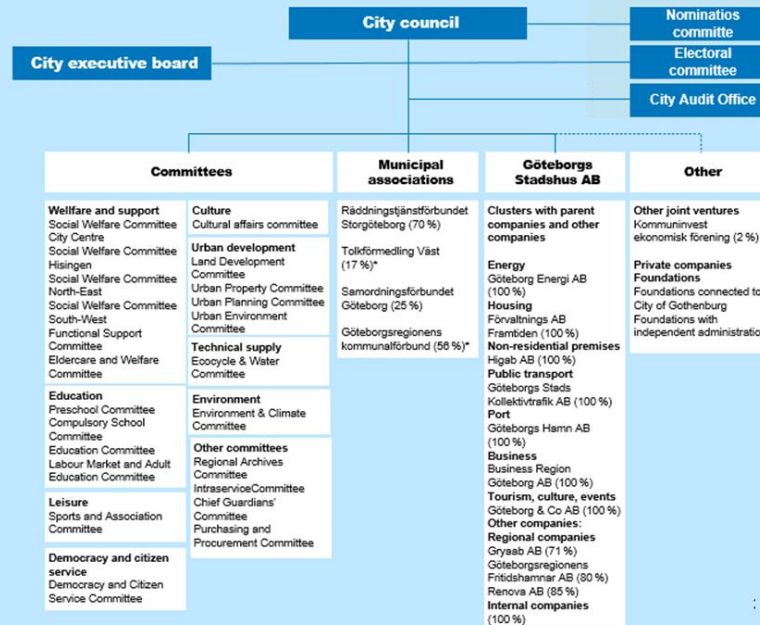 City council
Nominatios
committe
City executive board
Electoral
committee
City Audit Office
Committees
Wellfare and support
Social Welfare Committee
City Centre
Social Welfare Committee
Hisingen
Social Welfare Committee
North-East
Social Welfare Committee
South-West
Functional Support
Committee
Eldercare and Welfare
Committee
Education
Preschool Committee
Compulsory School
Committee
Education Committee
Labour Market and Adult
Education Committee
Leisure
Sports and Association
Committee
Democracy and citizen
service
Democracy and Citizen
Service Committee
Culture
Cultural affairs committee
Urban development
Land Development
Committee
Urban Property Committee
Urban Planning Committee
Urban Environment
Committee
Technical supply
Ecocycle & Water
Committee
Environment
Environment & Climate
Committee
Other committees
Regional Archives
Committee
IntraserviceCommittee
Chief Guardians'
Committee
Purchasing and
Procurement Committee
Municipal
associations
Räddningstjänstförbundet
Storgöteborg (70 %)
Tolkförmedling Väst
(17 %)*
Samordningsförbundet
Göteborg (25 %)
Göteborgsregionens
kommunalförbund (56 %)*
Göteborgs
Stadshus AB
Clusters with parent
companies and other
companies
Energy
Göteborg Energi AB
(100 %)
Housing
Förvaltnings AB
Framtiden (100 %)
Non-residential premises
Higab AB (100 %)
Public transport
Göteborgs Stads
Kollektivtrafik AB (100 %)
Port
Göteborgs Hamn AB
(100 %)
Business
Business Region
Göteborg AB (100 %)
Tourism, culture, events
Göteborg & Co AB (100 %)
Other companies:
Regional companies
Gryaab AB (71 %)
Göteborgsregionens
Fritidshamnar AB (80 %)
Renova AB (85 %)
Internal companies
(100 %)
Other
Other joint ventures
Kommuninvest
ekonomisk förening (2 %)
Private companies
Foundations
Foundations connected to
City of Gothenburg
Foundations with
independent administratio
: